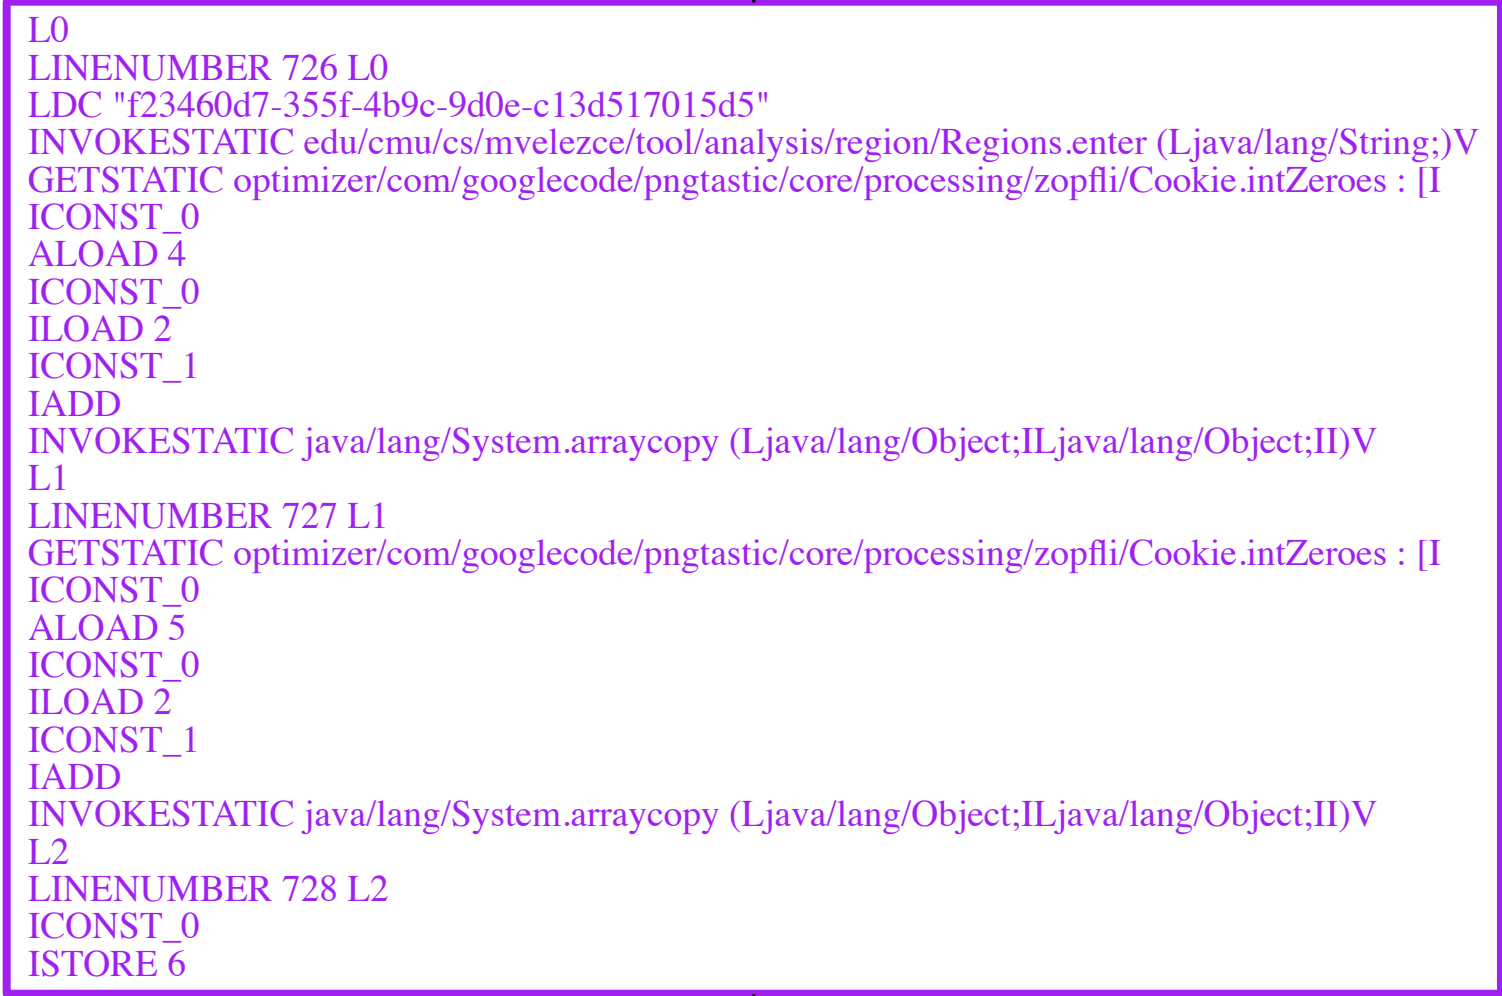 L0
LINENUMBER 726 L0
LDC "f23460d7-355f-4b9c-9d0e-c13d517015d5"
INVOKESTATIC edu/cmu/cs/mvelezce/tool/analysis/region/Regions.enter (Ljava/lang/String;)V
GETSTATIC optimizer/com/googlecode/pngtastic/core/processing/zopfli/Cookie.intZeroes : [I
ICONST_0
ALOAD 4
ICONST_0
ILOAD 2
ICONST_1
IADD
INVOKESTATIC java/lang/System.arraycopy (Ljava/lang/Object;ILjava/lang/Object;II)V
L1
LINENUMBER 727 L1
GETSTATIC optimizer/com/googlecode/pngtastic/core/processing/zopfli/Cookie.intZeroes : [I
ICONST_0
ALOAD 5
ICONST_0
ILOAD 2
ICONST_1
IADD
INVOKESTATIC java/lang/System.arraycopy (Ljava/lang/Object;ILjava/lang/Object;II)V
L2
LINENUMBER 728 L2
ICONST_0
ISTORE 6